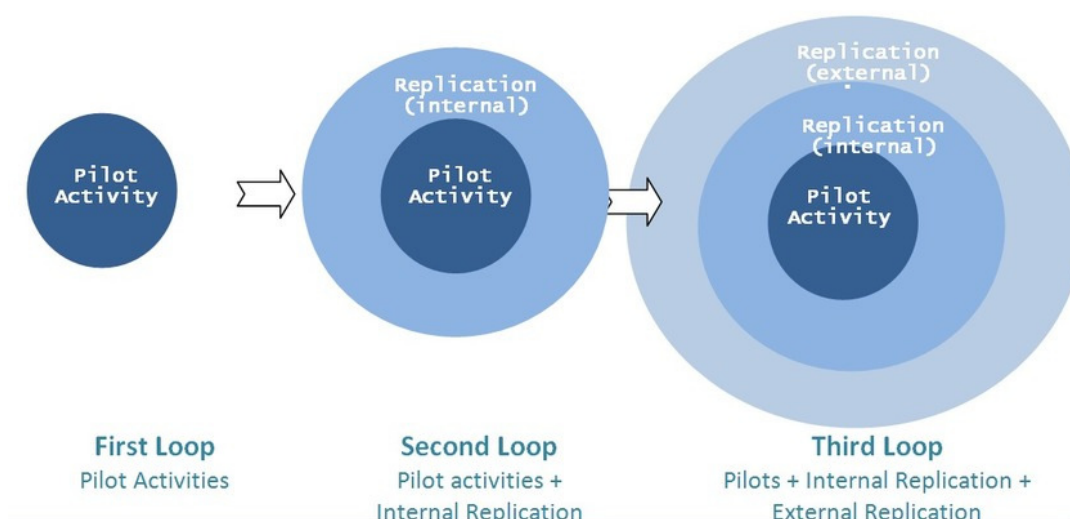 Pilot
Activity
Replication
(internal)
Pilot
Activity
Replication
(external)
Replication
(internal)
Pilot
Activity
First Loop
Pilot Activities
Second Loop
Pilot activities +
Internal Replication
Third Loop
Pilots + Internal Replication +
External Replication